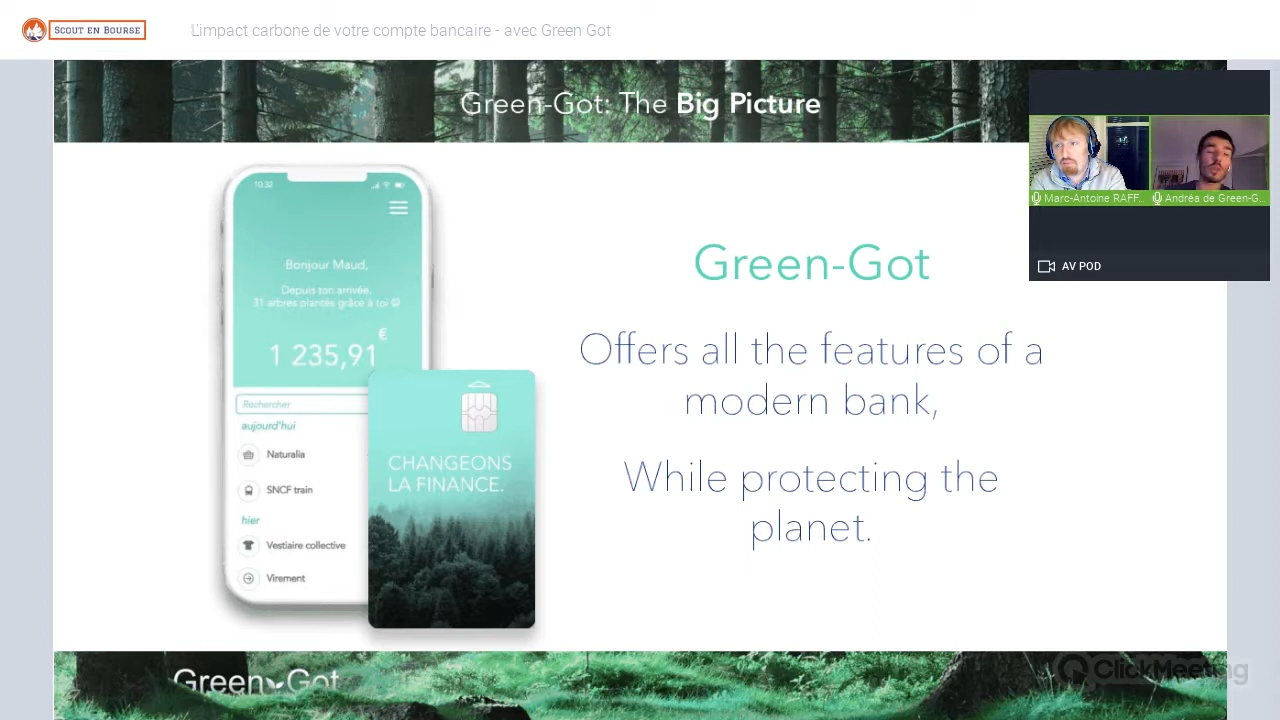 SCOUT EN BOURSE
L'impact carbone de votre compte bancaire - avec Green Got
Green-Got: The Big Picture
Marc-Antoine RAFF...
Andréa de Green-G...
AV POD
10:32
Bonjour Maud,
Depuis ton arrivée,
31 arbres plantés grâce à toi ☺
1 235,91 €
Rechercher
aujourd'hui
Naturalia
SNCF train
hier
Vestiaire collective
Virement
CHANGEONS
LA FINANCE.
Green-Got
Offers all the features of a
modern bank,
While protecting the
planet.
Green Got
ClickMeeting